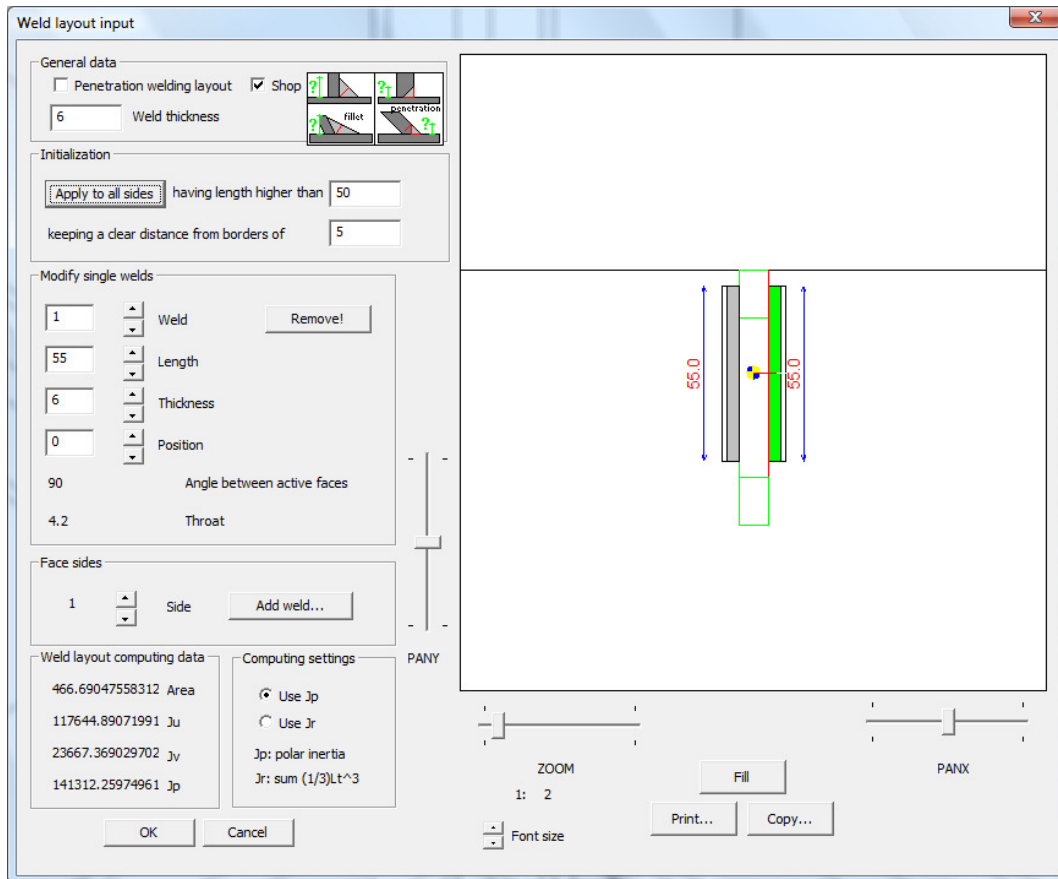 Weld layout input
X
General data
Penetration welding layout
Shop
6
Weld thickness
?
?
penetration
? fillet
?
Initialization
Apply to all sides having length higher than 50
keeping a clear distance from borders of 5
Modify single welds
1 Weld
Remove!
55 Length
6 Thickness
0 Position
90 Angle between active faces
4.2 Throat
Face sides
1 Side
Add weld...
Weld layout computing data
466.69047558312 Area
117644.89071991 Ju
23667.369029702 Jv
141312.25974961 Jp
Computing settings
Use Jp
Use Jr
Jp: polar inertia
Jr: sum (1/3)Lt^3
OK
Cancel
PANY
55.0
55.0
ZOOM
1: 2
Font size
Fill
Print...
Copy...
PANX